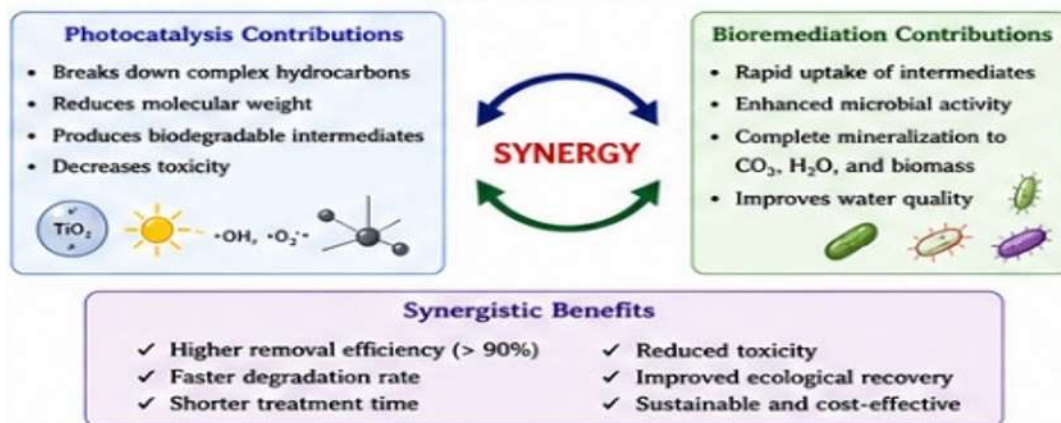 Photocatalysis Contributions
• Breaks down complex hydrocarbons
• Reduces molecular weight
• Produces biodegradable intermediates
• Decreases toxicity
TiO₂
•OH, •O₂
SYNERGY
Bioremediation Contributions
• Rapid uptake of intermediates
• Enhanced microbial activity
• Complete mineralization to
CO₃, H₂O, and biomass
• Improves water quality
Synergistic Benefits
✓ Higher removal efficiency (> 90%)
✓ Faster degradation rate
✓ Shorter treatment time
✓ Reduced toxicity
✓ Improved ecological recovery
✓ Sustainable and cost-effective